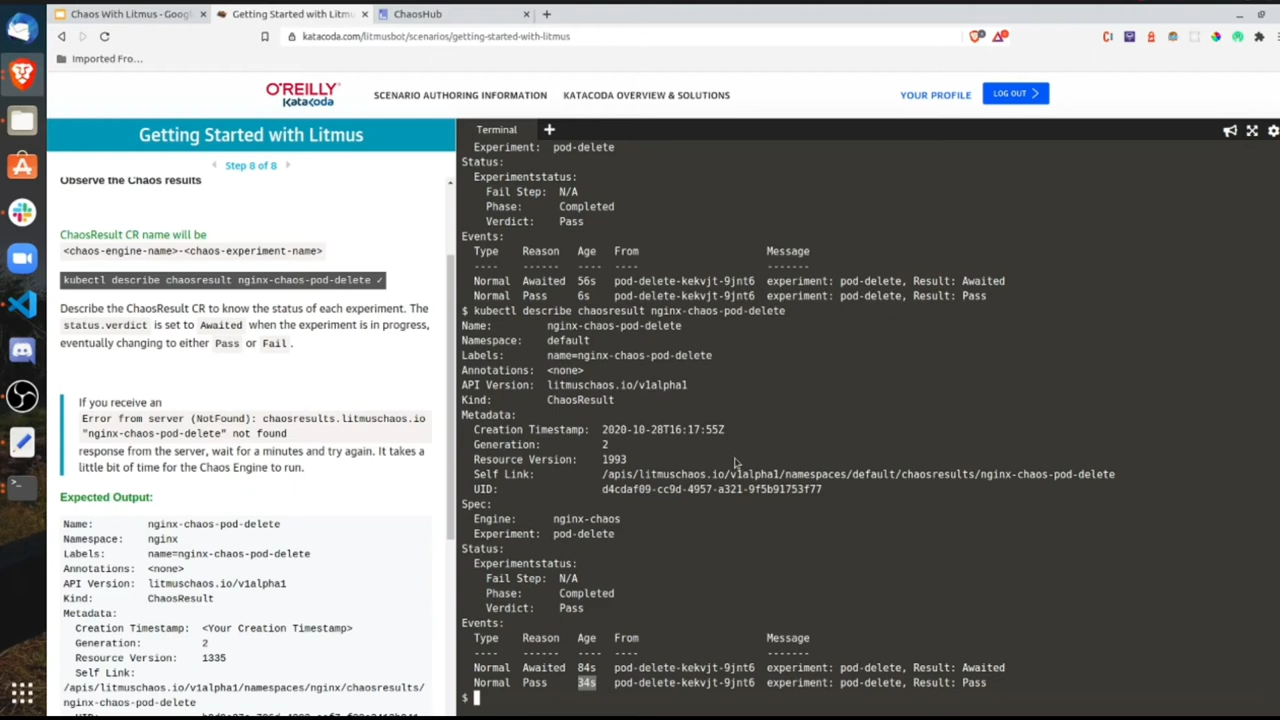 Chaos With Litmus - Googl
Getting Started with Litmu
ChaosHub
katacoda.com/litmusbot/scenarios/getting-started-with-litmus
Imported Fro...
O'REILLY
Katacoda
SCENARIO AUTHORING INFORMATION
KATACODA OVERVIEW & SOLUTIONS
YOUR PROFILE
LOG OUT
Getting Started with Litmus
Step 8 of 8
Observe the Chaos results
ChaosResult CR name will be
<chaos-engine-name>-<chaos-experiment-name>
kubectl describe chaosresult nginx-chaos-pod-delete ✓
Describe the ChaosResult CR to know the status of each experiment. The
status.verdict is set to Awaited when the experiment is in progress,
eventually changing to either Pass or Fail.
If you receive an
Error from server (NotFound): chaosresults.litmuschaos.io
"nginx-chaos-pod-delete" not found
response from the server, wait for a minutes and try again. It takes a
little bit of time for the Chaos Engine to run.
Expected Output:
Name: nginx-chaos-pod-delete
Namespace: nginx
Labels: name=nginx-chaos-pod-delete
Annotations: <none>
API Version: litmuschaos.io/v1alpha1
Kind: ChaosResult
Metadata:
Creation Timestamp: <Your Creation Timestamp>
Generation: 2
Resource Version: 1335
Self Link:
/apis/litmuschaos.io/v1alpha1/namespaces/nginx/chaosresults/
nginx-chaos-pod-delete
Terminal
Experiment: pod-delete
Status:
Experimentstatus:
Fail Step: N/A
Phase: Completed
Verdict: Pass
Events:
Type Reason Age From Message
---- ------ ---- ---- -------
Normal Awaited 56s pod-delete-kekvjt-9jnt6 experiment: pod-delete, Result: Awaited
Normal Pass 6s pod-delete-kekvjt-9jnt6 experiment: pod-delete, Result: Pass
$ kubectl describe chaosresult nginx-chaos-pod-delete
Name: nginx-chaos-pod-delete
Namespace: default
Labels: name=nginx-chaos-pod-delete
Annotations: <none>
API Version: litmuschaos.io/v1alpha1
Kind: ChaosResult
Metadata:
Creation Timestamp: 2020-10-28T16:17:55Z
Generation: 2
Resource Version: 1993
Self Link: /apis/litmuschaos.io/v1alpha1/namespaces/default/chaosresults/nginx-chaos-pod-delete
UID: d4cdaf09-cc9d-4957-a321-9f5b91753f77
Spec:
Engine: nginx-chaos
Experiment: pod-delete
Status:
Experimentstatus:
Fail Step: N/A
Phase: Completed
Verdict: Pass
Events:
Type Reason Age From Message
---- ------ ---- ---- -------
Normal Awaited 84s pod-delete-kekvjt-9jnt6 experiment: pod-delete, Result: Awaited
Normal Pass 34s pod-delete-kekvjt-9jnt6 experiment: pod-delete, Result: Pass
$